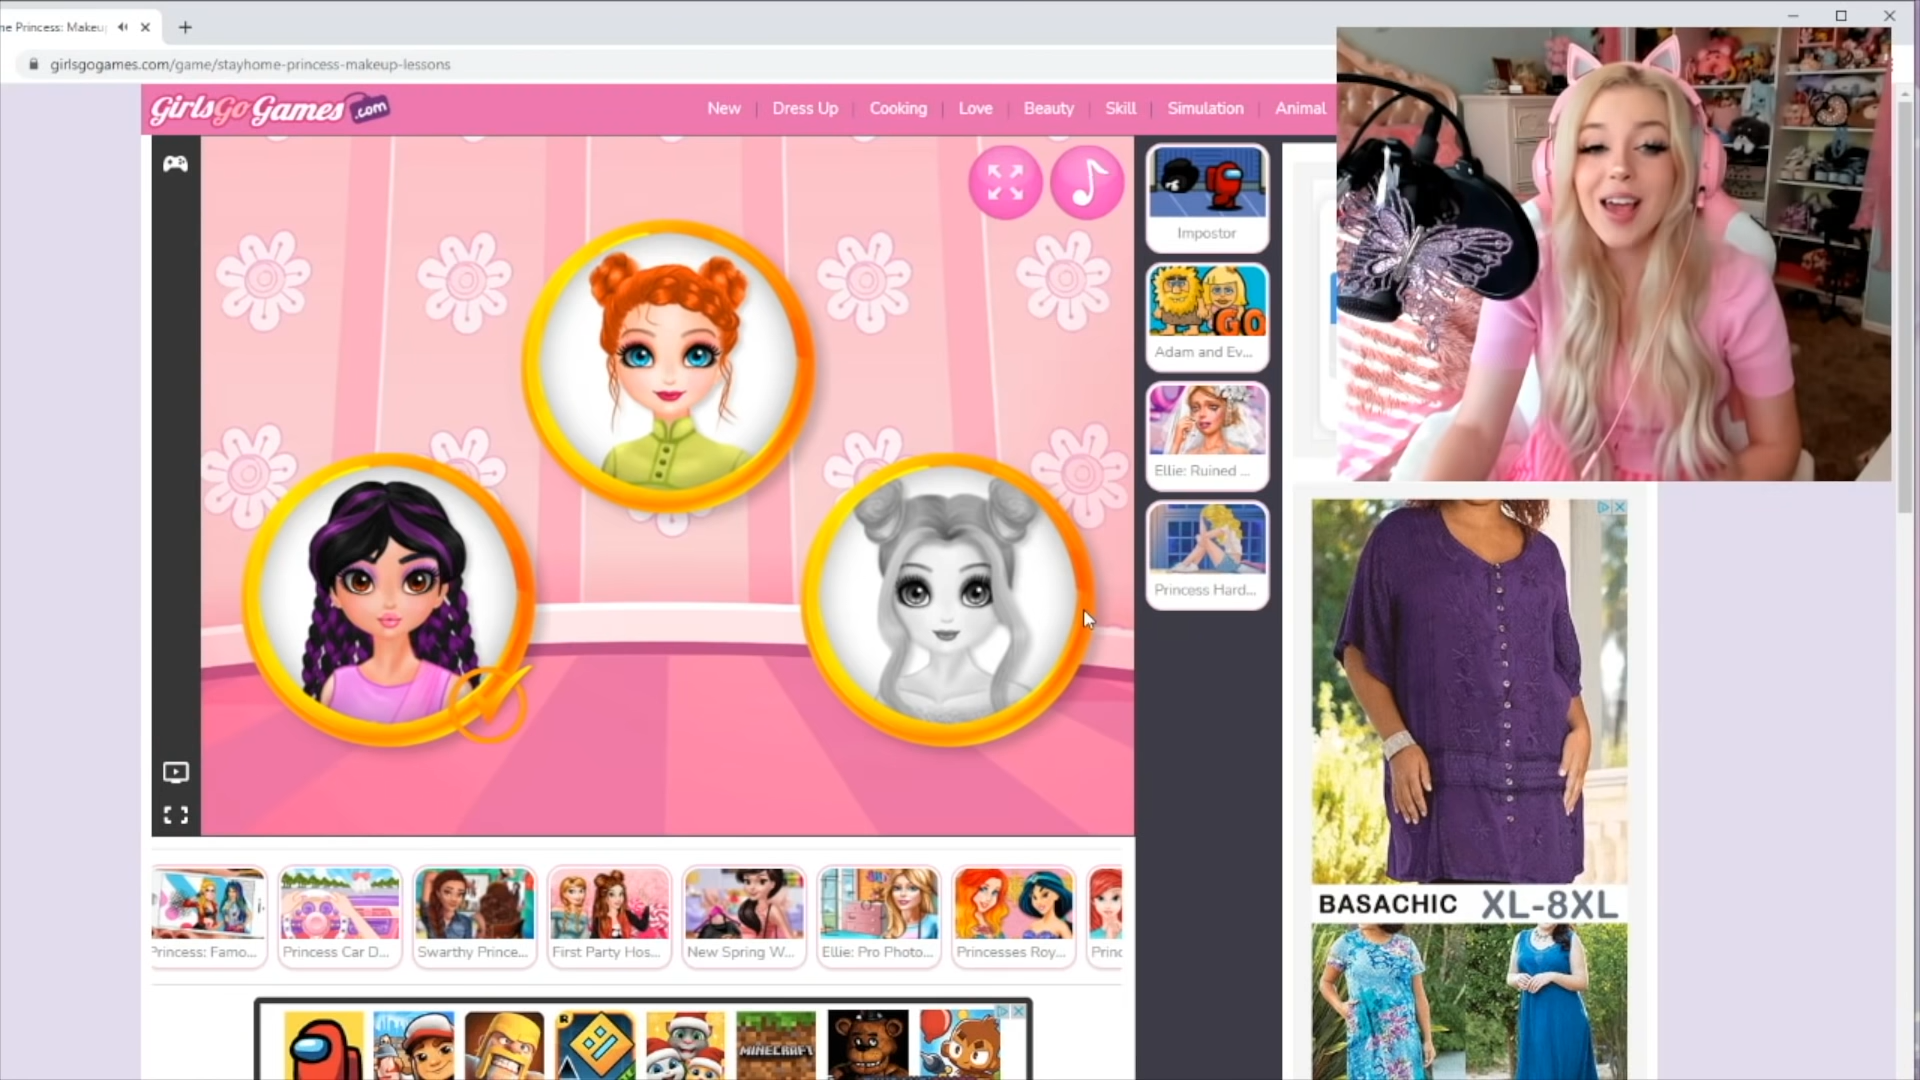 ne Princess: Makeu
girlsgogames.com/game/stayhome-princess-makeup-lessons
GirlsGoGames.com
New
Dress Up
Cooking
Love
Beauty
Skill
Simulation
Animal
Impostor
GO
Adam and Ev...
Ellie: Ruined ...
Princess Hard...
BASACHIC XL-8XL
Princess: Famo...
Princess Car D...
Swarthy Prince...
First Party Hos...
New Spring W...
Ellie: Pro Photo...
Princesses Roy...
Princ
MINECRAFT